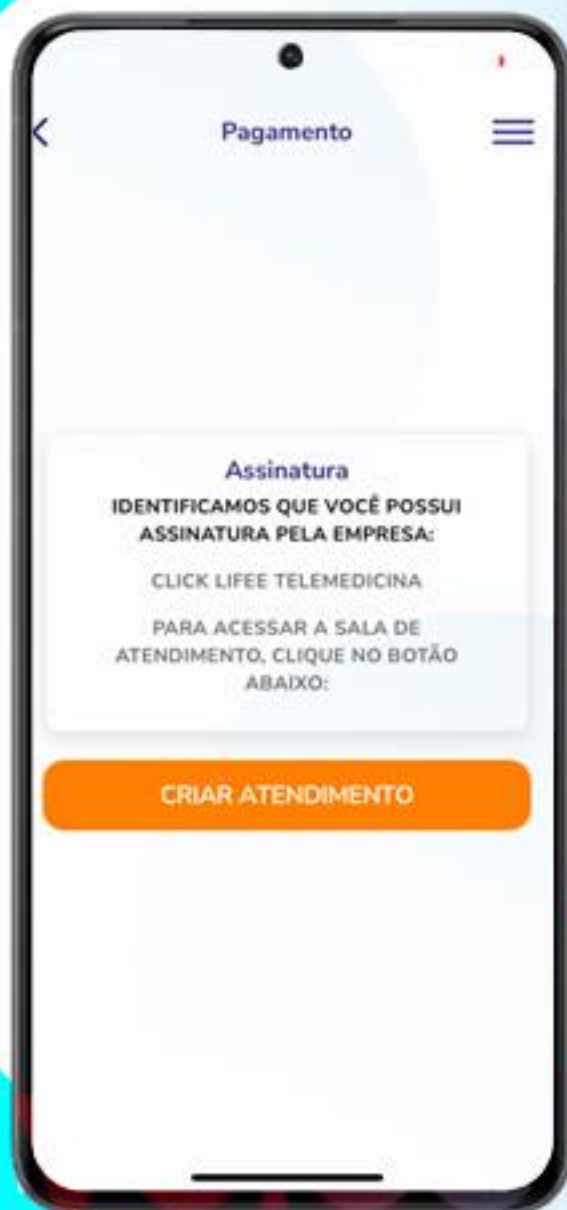 Pagamento
Assinatura
IDENTIFICAMOS QUE VOCÊ POSSUI
ASSINATURA PELA EMPRESA:
CLICK LIFEE TELEMEDICINA
PARA ACESSAR A SALA DE
ATENDIMENTO, CLIQUE NO BOTÃO
ABAIXO:
CRIAR ATENDIMENTO